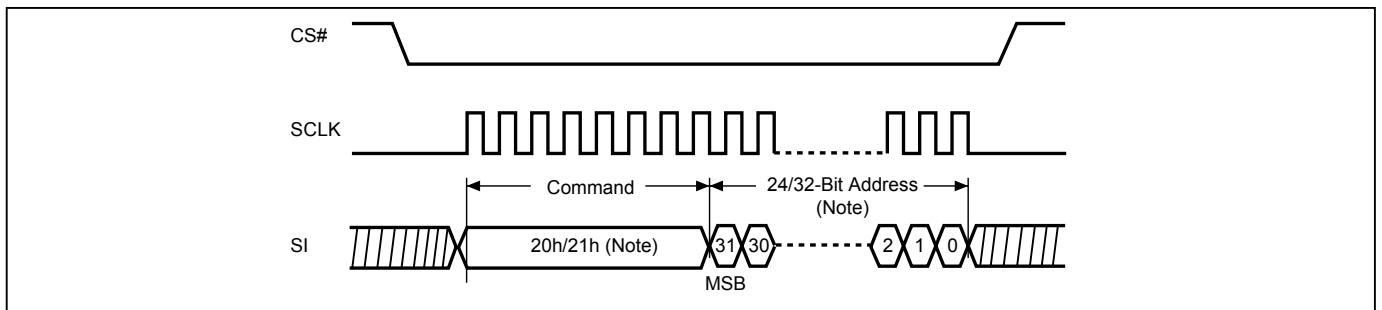 CS#
SCLK
Command
24/32-Bit Address
(Note)
SI
20h/21h (Note)
31
30
2
1
0
MSB